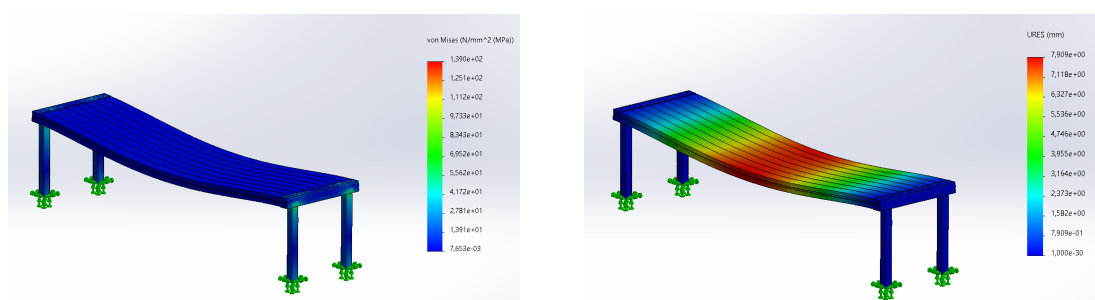 von Mises (N/mm^2 (MPa))
1,390e+02
1,251e+02
1,112e+02
9,733e+01
8,343e+01
6,952e+01
5,562e+01
4,172e+01
2,781e+01
1,391e+01
7,653e-03
URES (mm)
7,909e+00
7,118e+00
6,327e+00
5,536e+00
4,746e+00
3,955e+00
3,164e+00
2,373e+00
1,582e+00
7,909e-01
1,000e-30